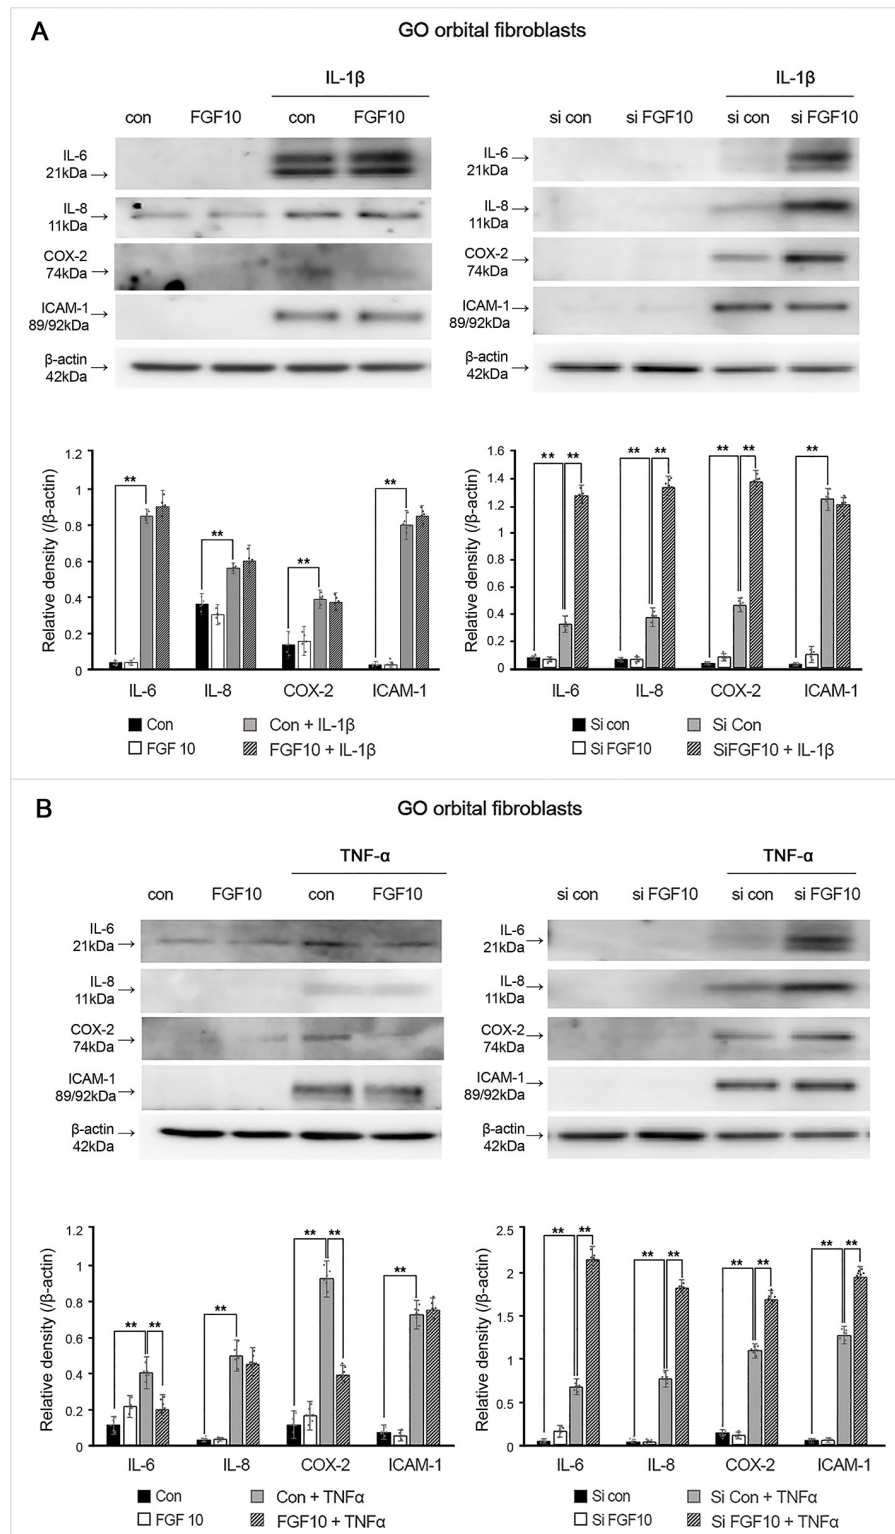 A
GO orbital fibroblasts
IL-1β
con FGF10 con FGF10
IL-6
21kDa→
IL-8→
11kDa
COX-2
74kDa→
ICAM-1→
89/92kDa
β-actin→
42kDa
IL-1β
si con si FGF10 si con si FGF10
IL-6→
21kDa
IL-8→
11kDa
COX-2→
74kDa
ICAM-1→
89/92kDa
β-actin→
42kDa
Relative density (/β-actin)
1.2
1
0.8
0.6
0.4
0.2
0
** ** ** **
IL-6 IL-8 COX-2 ICAM-1
Con Con + IL-1β
FGF 10 FGF10 + IL-1β
Relative density (/β-actin)
1.6
1.4
1.2
1
0.8
0.6
0.4
0.2
0
** ** ** ** ** ** **
IL-6 IL-8 COX-2 ICAM-1
Si con Si Con
Si FGF10 SiFGF10 + IL-1β
B
GO orbital fibroblasts
TNF-α
con FGF10 con FGF10
IL-6
21kDa→
IL-8
11kDa→
COX-2
74kDa→
ICAM-1
89/92kDa→
β-actin→
42kDa
TNF-α
si con si FGF10 si con si FGF10
IL-6
21kDa→
IL-8→
11kDa
COX-2→
74kDa
ICAM-1→
89/92kDa
β-actin→
42kDa
Relative density (/β-actin)
1.2
1
0.8
0.6
0.4
0.2
0
** ** ** ** ** **
IL-6 IL-8 COX-2 ICAM-1
Con Con + TNFα
FGF 10 FGF10 + TNFα
Relative density (/β-actin)
2.5
2
1.5
1
0.5
0
** ** ** ** ** ** ** **
IL-6 IL-8 COX-2 ICAM-1
Si con Si Con + TNFα
Si FGF10 Si FGF10 + TNFα